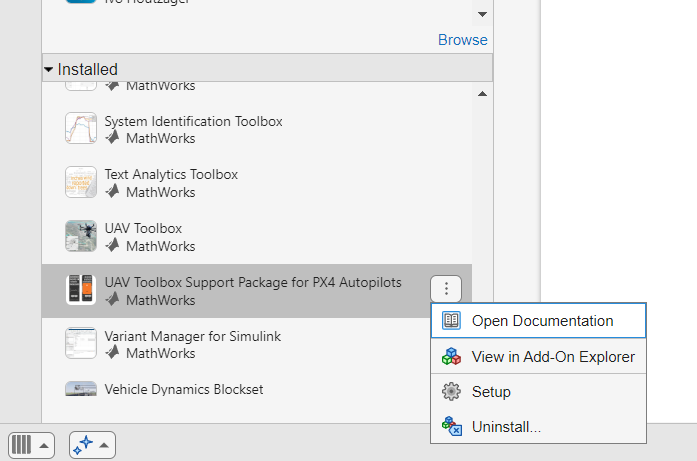 Ivo Houtzager
Browse
Installed
MathWorks
System Identification Toolbox
MathWorks
Text Analytics Toolbox
MathWorks
UAV Toolbox
MathWorks
UAV Toolbox Support Package for PX4 Autopilots
MathWorks
Open Documentation
Variant Manager for Simulink
MathWorks
View in Add-On Explorer
Vehicle Dynamics Blockset
Setup
Uninstall...